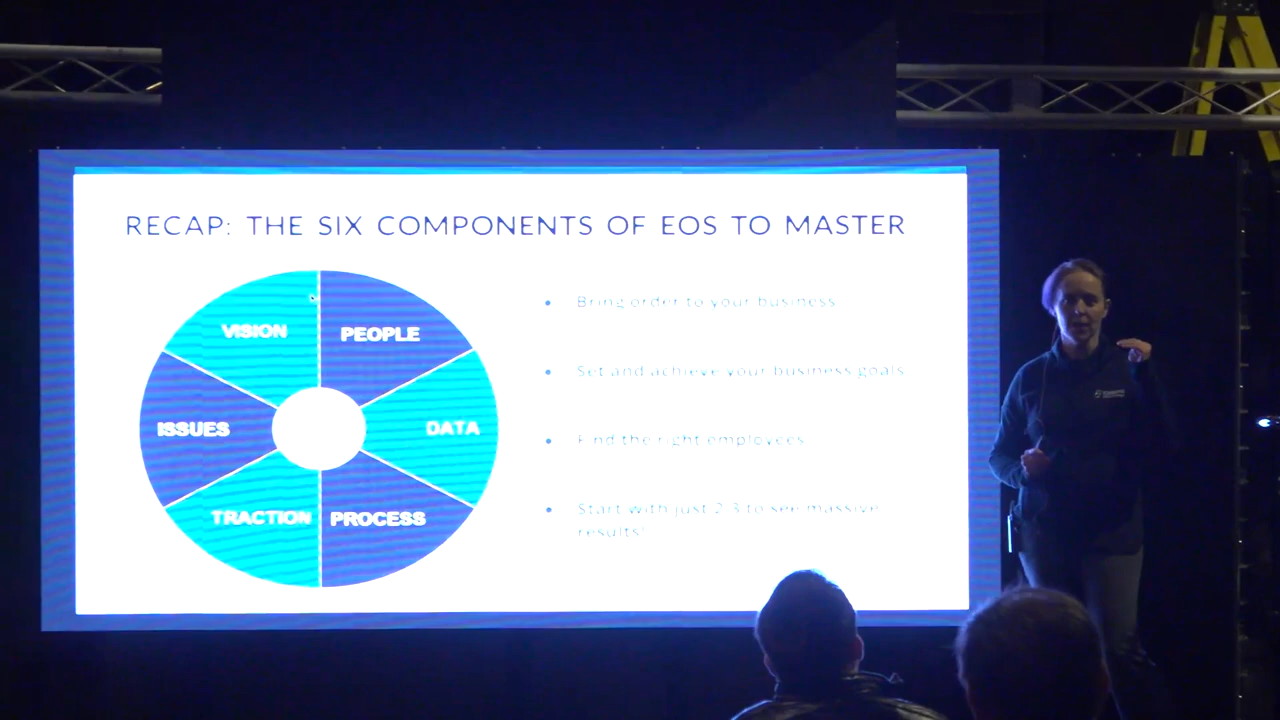 RECAP: THE SIX COMPONENTS OF EOS TO MASTER
VISION
PEOPLE
ISSUES
DATA
TRACTION
PROCESS
• Bring order to your business
• Set and achieve your business goals
• Find the right employees
• Start with just 2-3 to see massive
results!